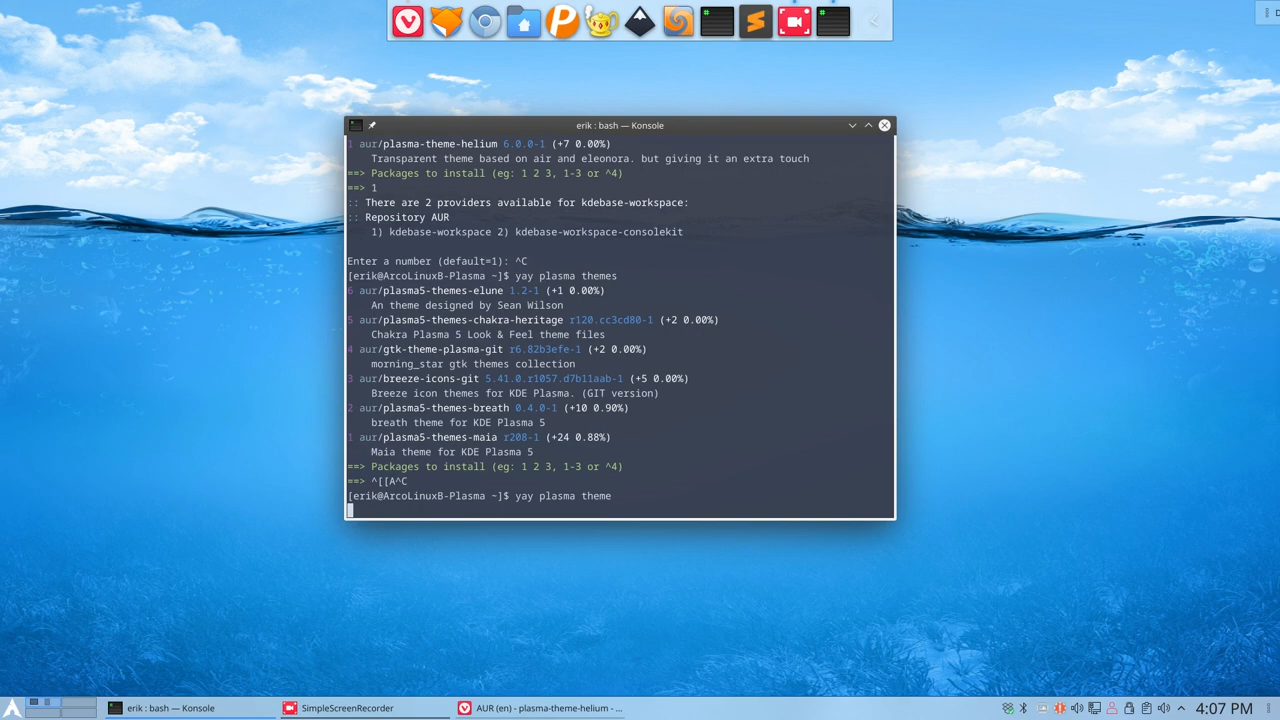 erik : bash — Konsole
1 aur/plasma-theme-helium 6.0.0-1 (+7 0.00%)
Transparent theme based on air and eleonora. but giving it an extra touch
==> Packages to install (eg: 1 2 3, 1-3 or ^4)
==> 1
:: There are 2 providers available for kdebase-workspace:
:: Repository AUR
1) kdebase-workspace 2) kdebase-workspace-consolekit
Enter a number (default=1): ^C
[erik@ArcoLinuxB-Plasma ~]$ yay plasma themes
6 aur/plasma5-themes-elune 1.2-1 (+1 0.00%)
An theme designed by Sean Wilson
5 aur/plasma5-themes-chakra-heritage r120.cc3cd80-1 (+2 0.00%)
Chakra Plasma 5 Look & Feel theme files
4 aur/gtk-theme-plasma-git r6.82b3efe-1 (+2 0.00%)
morning_star gtk themes collection
3 aur/breeze-icons-git 5.41.0.r1057.d7b11aab-1 (+5 0.00%)
Breeze icon themes for KDE Plasma. (GIT version)
2 aur/plasma5-themes-breath 0.4.0-1 (+10 0.90%)
breath theme for KDE Plasma 5
1 aur/plasma5-themes-maia r208-1 (+24 0.88%)
Maia theme for KDE Plasma 5
==> Packages to install (eg: 1 2 3, 1-3 or ^4)
==> ^[[A^C
[erik@ArcoLinuxB-Plasma ~]$ yay plasma theme
erik : bash — Konsole
SimpleScreenRecorder
AUR (en) - plasma-theme-helium - ...
4:07 PM